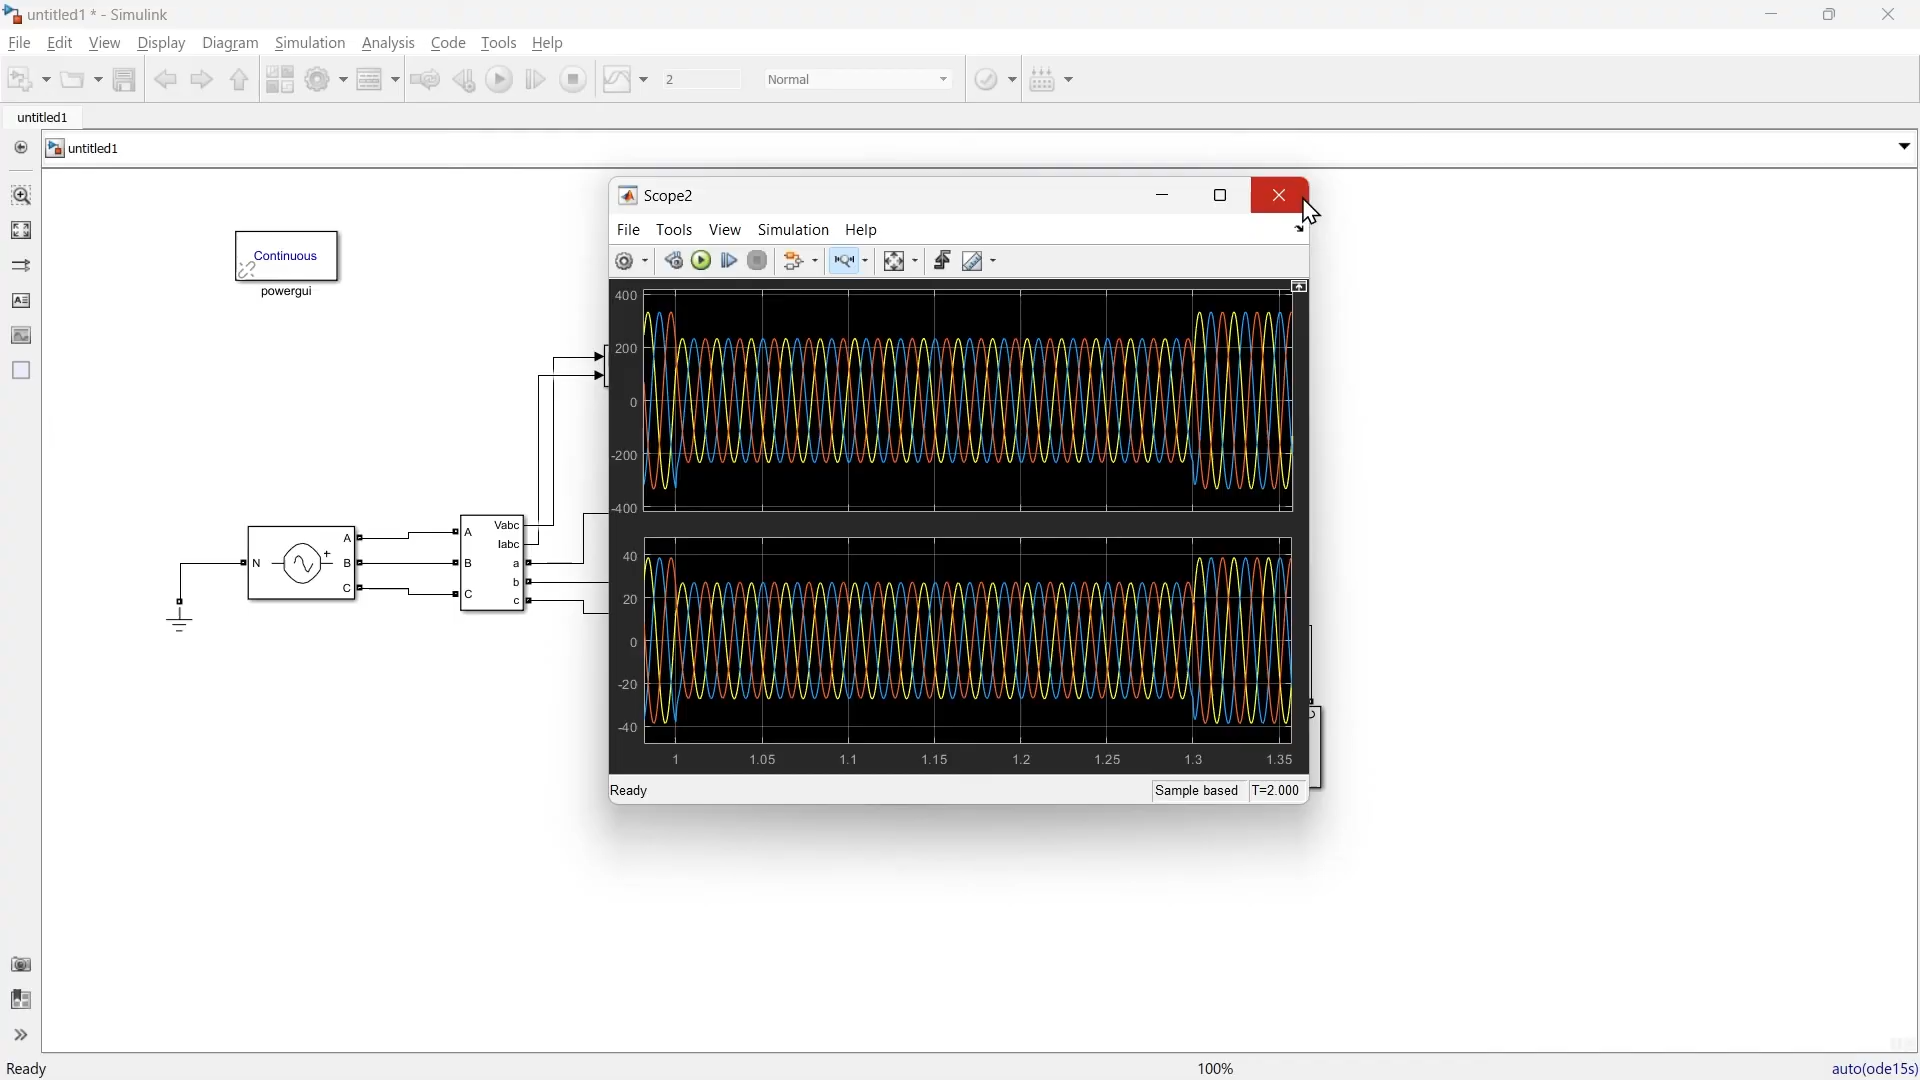 untitled1 * - Simulink
File Edit View Display Diagram Simulation Analysis Code Tools Help
2 Normal
untitled1
untitled1
Continuous
powergui
N
A
B
C
A
B
C
Vabc
Iabc
a
b
c
Scope2
File Tools View Simulation Help
400
200
0
-200
-400
40
20
0
-20
-40
1 1.05 1.1 1.15 1.2 1.25 1.3 1.35
Ready Sample based T=2.000
C
Ready 100% auto(ode15s)